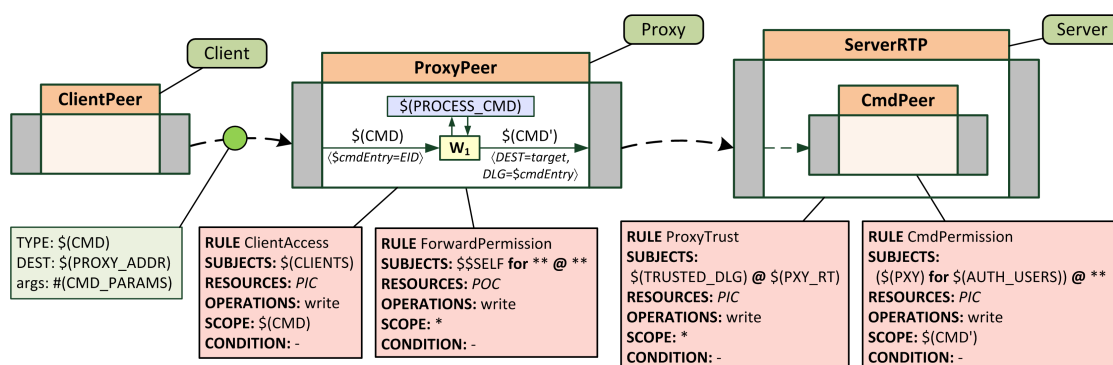 Client
Proxy
Server
ClientPeer
ProxyPeer
ServerRTP
CmdPeer
$(PROCESS_CMD)
$(CMD)
W1
$(CMD')
⟨$cmdEntry=EID⟩
⟨DEST=target,
DLG=$cmdEntry⟩
TYPE: $(CMD)
DEST: $(PROXY_ADDR)
args: #(CMD_PARAMS)
RULE ClientAccess
SUBJECTS: $(CLIENTS)
RESOURCES: PIC
OPERATIONS: write
SCOPE: $(CMD)
CONDITION: -
RULE ForwardPermission
SUBJECTS: $$SELF for ** @ **
RESOURCES: POC
OPERATIONS: write
SCOPE: *
CONDITION: -
RULE ProxyTrust
SUBJECTS:
$(TRUSTED_DLG) @ $(PXY_RT)
RESOURCES: PIC
OPERATIONS: write
SCOPE: *
CONDITION: -
RULE CmdPermission
SUBJECTS:
($(PXY) for $(AUTH_USERS)) @ **
RESOURCES: PIC
OPERATIONS: write
SCOPE: $(CMD')
CONDITION: -